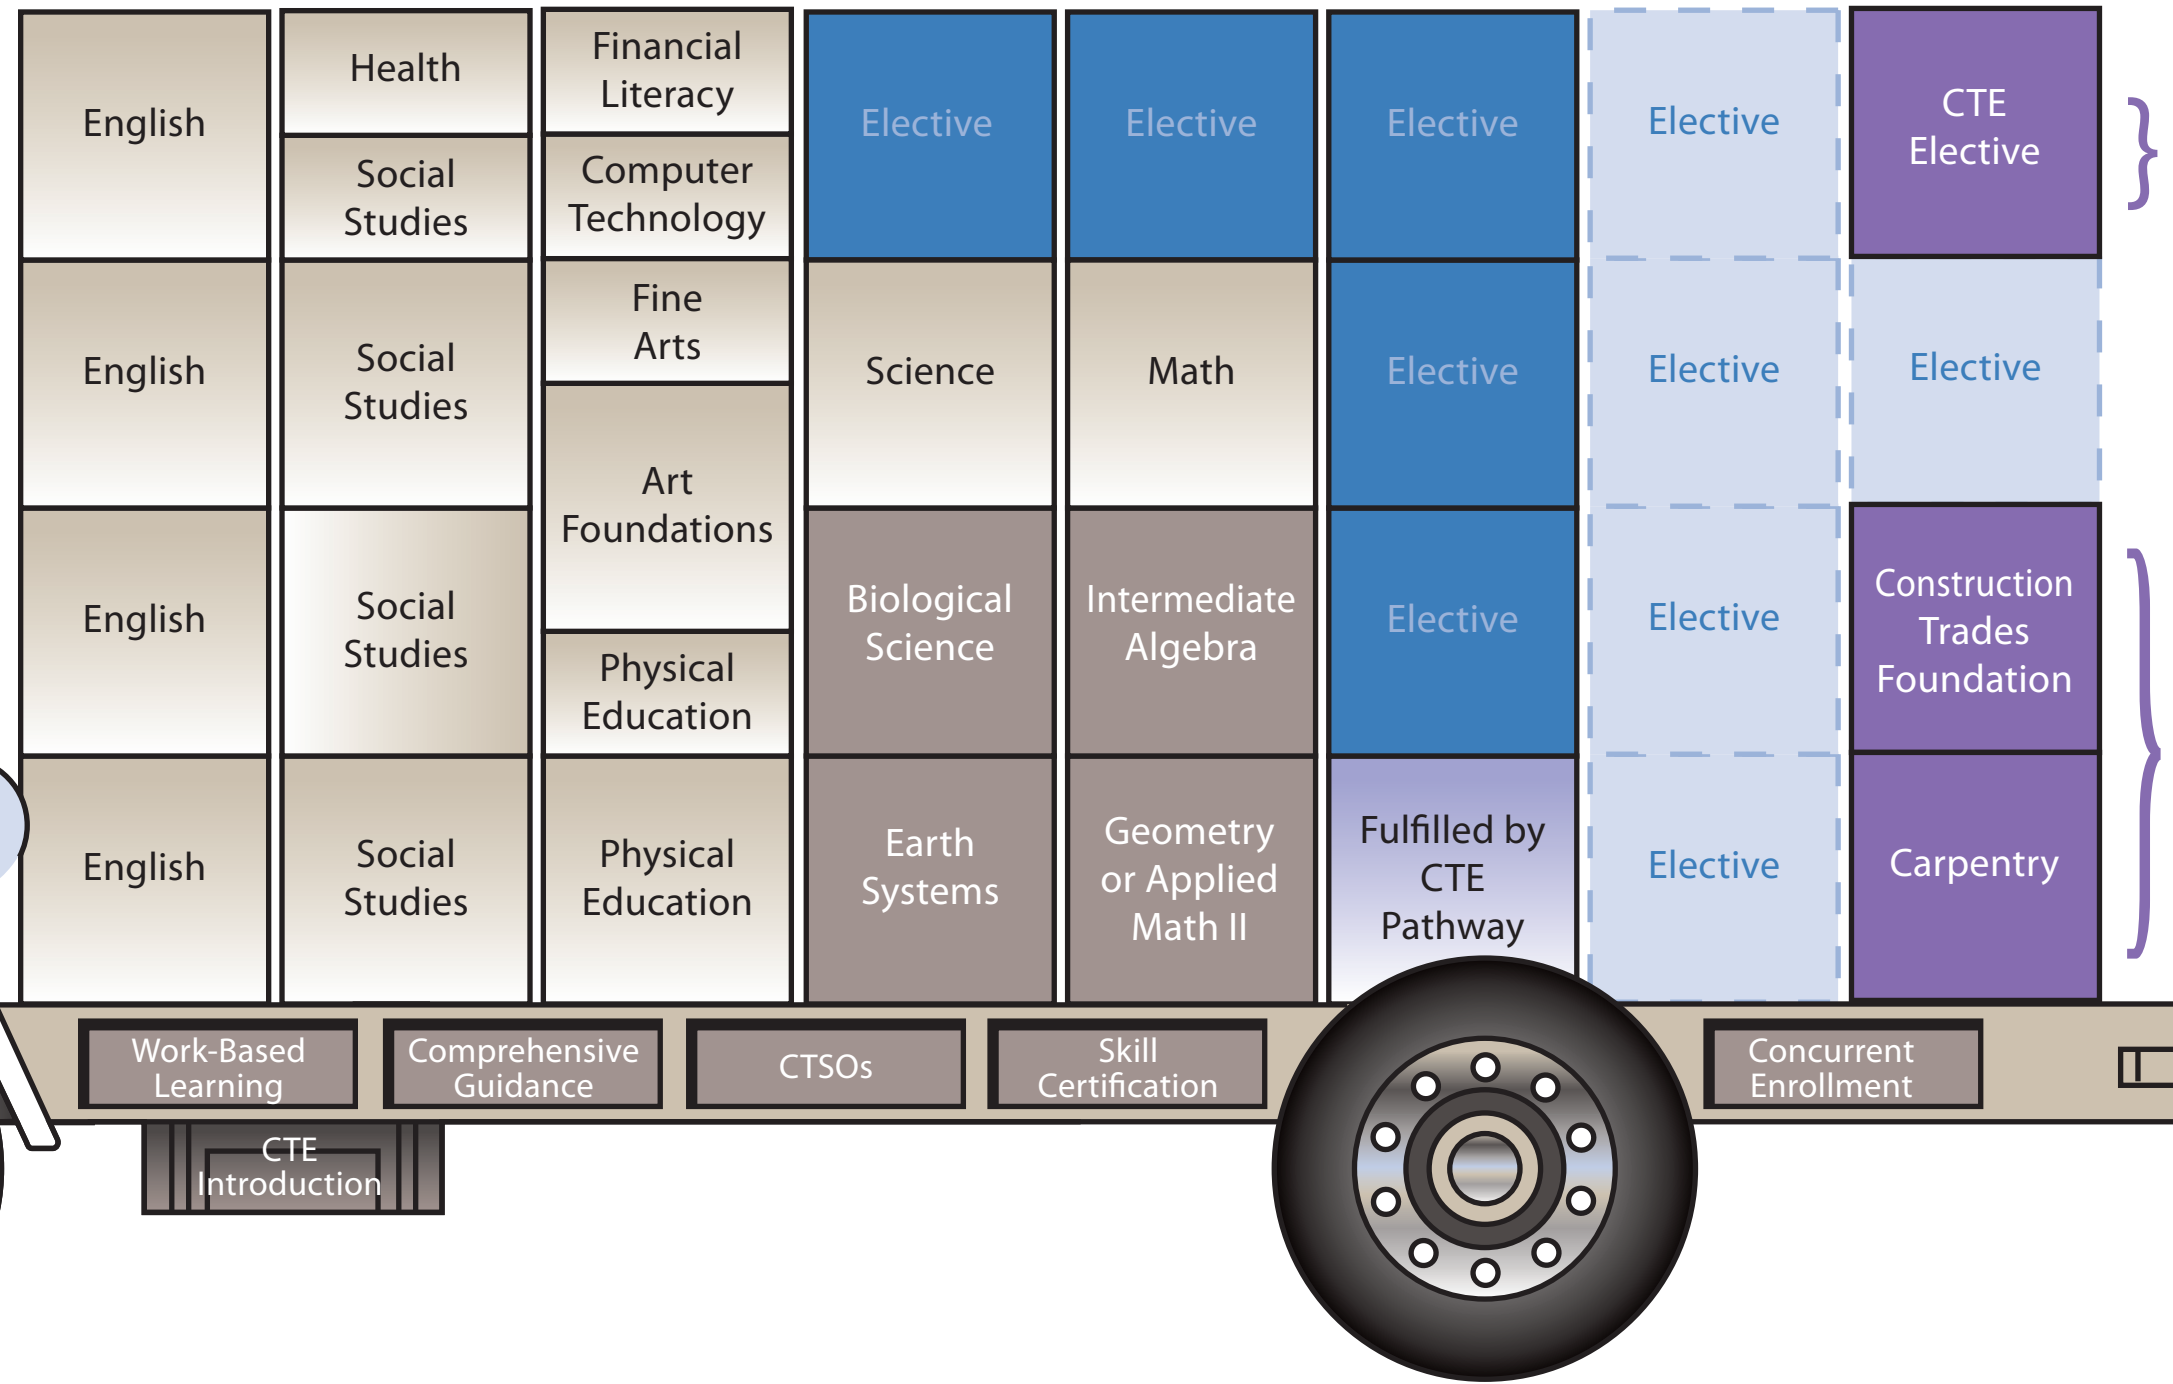 English
Health
Social
Studies
Financial
Literacy
Computer
Technology
Elective
Elective
Elective
Elective
CTE
Elective
English
Social
Studies
Fine
Arts
Art
Foundations
Science
Math
Elective
Elective
Elective
English
Social
Studies
Physical
Education
Biological
Science
Intermediate
Algebra
Elective
Elective
Construction
Trades
Foundation
English
Social
Studies
Physical
Education
Earth
Systems
Geometry
or Applied
Math II
Fulfilled by
CTE
Pathway
Elective
Carpentry
Work-Based
Learning
Comprehensive
Guidance
CTSOs
Skill
Certification
Concurrent
Enrollment
CTE
Introduction